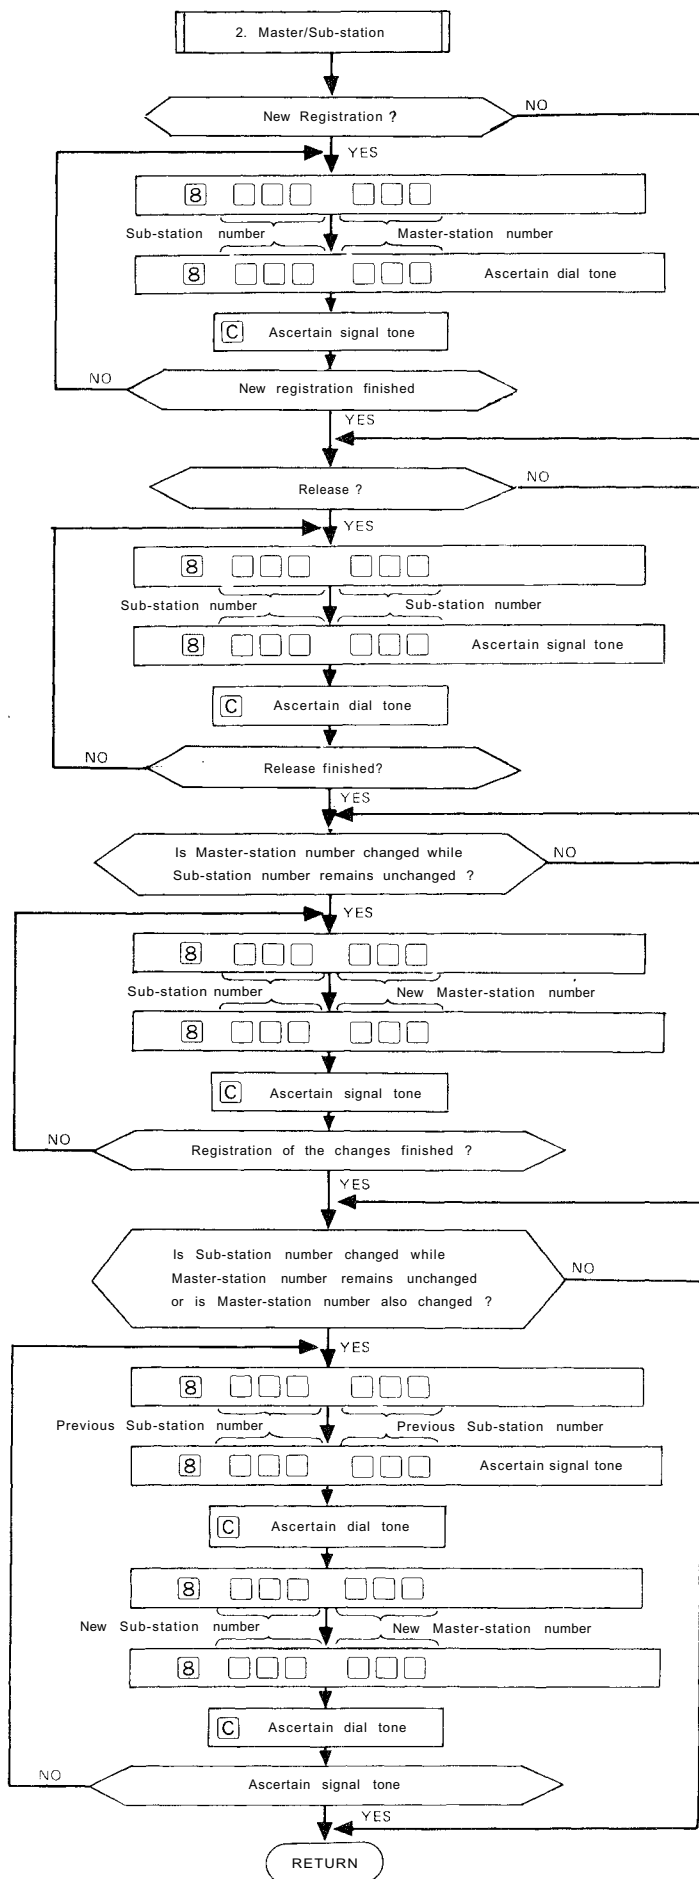 2. Master/Sub-station
NO
New Registration ?
YES
8
Sub-station number Master-station number
8 Ascertain dial tone
C Ascertain signal tone
NO
New registration finished
YES
NO
Release ?
YES
8
Sub-station number Sub-station number
8 Ascertain signal tone
C Ascertain dial tone
NO
Release finished?
YES
Is Master-station number changed while
NO
Sub-station number remains unchanged ?
YES
8
Sub-station number New Master-station number
8
C Ascertain signal tone
NO
Registration of the changes finished ?
YES
Is Sub-station number changed while
NO
Master-station number remains unchanged
or is Master-station number also changed ?
YES
8
Previous Sub-station number Previous Sub-station number
8 Ascertain signal tone
C Ascertain dial tone
8
New Sub-station number New Master-station number
8
C Ascertain dial tone
NO
Ascertain signal tone
YES
RETURN